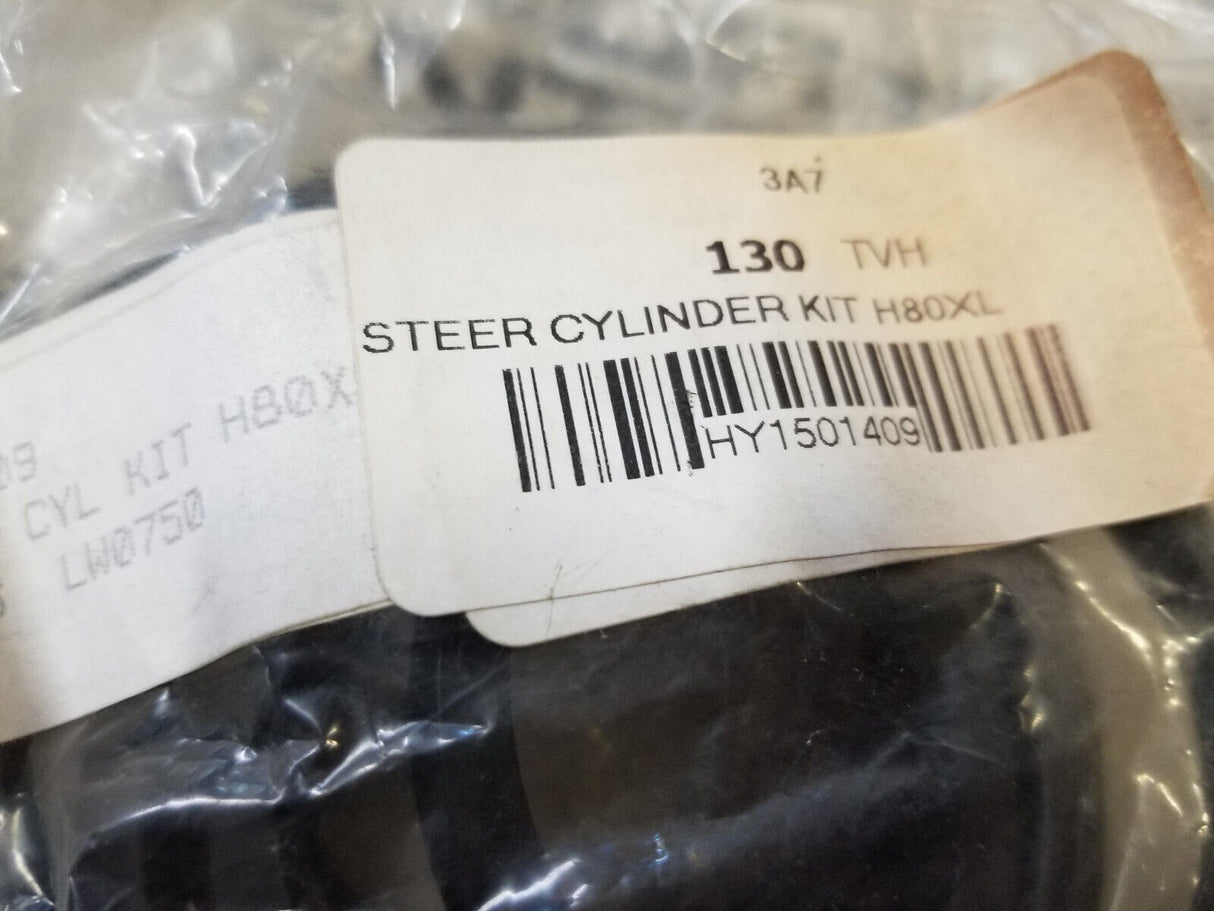 3A7
130 TVH
STEER CYLINDER KIT H80XL
HY1501409
09
CYL KIT H80X
LW0750